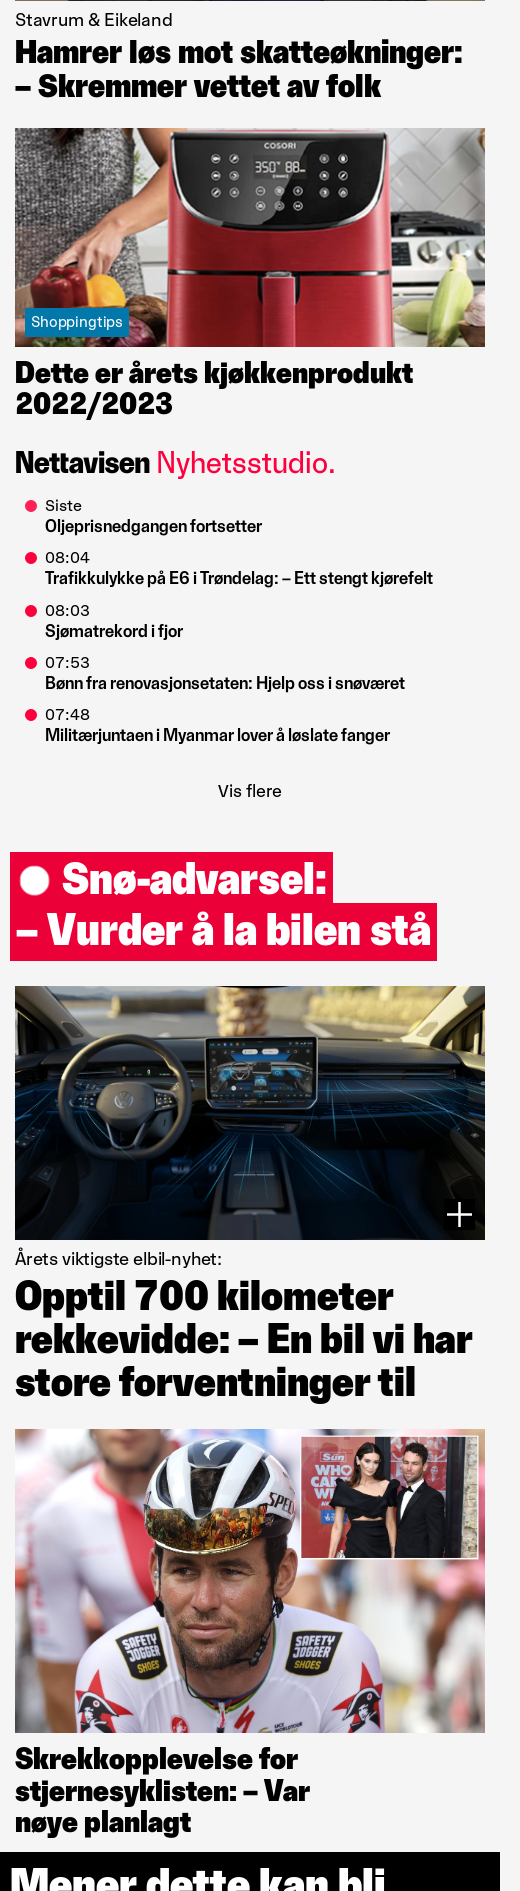 Stavrum & Eikeland
Hamrer løs mot skatteøkninger:
– Skremmer vettet av folk
COSORI
350° 88
Shoppingtips
Dette er årets kjøkkenprodukt
2022/2023
Nettavisen Nyhetsstudio.
Siste
Oljeprisnedgangen fortsetter
08:04
Trafikkulykke på E6 i Trøndelag: – Ett stengt kjørefelt
08:03
Sjømatrekord i fjor
07:53
Bønn fra renovasjonsetaten: Hjelp oss i snøværet
07:48
Militærjuntaen i Myanmar lover å løslate fanger
Vis flere
Snø-advarsel:
– Vurder å la bilen stå
Årets viktigste elbil-nyhet:
Opptil 700 kilometer
rekkevidde: – En bil vi har
store forventninger til
Sun
WHO
SPEC
SAFETY
JOGGER
SHOES
SAFETY
JOGGER
SHOES
Skrekkopplevelse for
stjernesyklisten: – Var
nøye planlagt
Mener dette kan bli